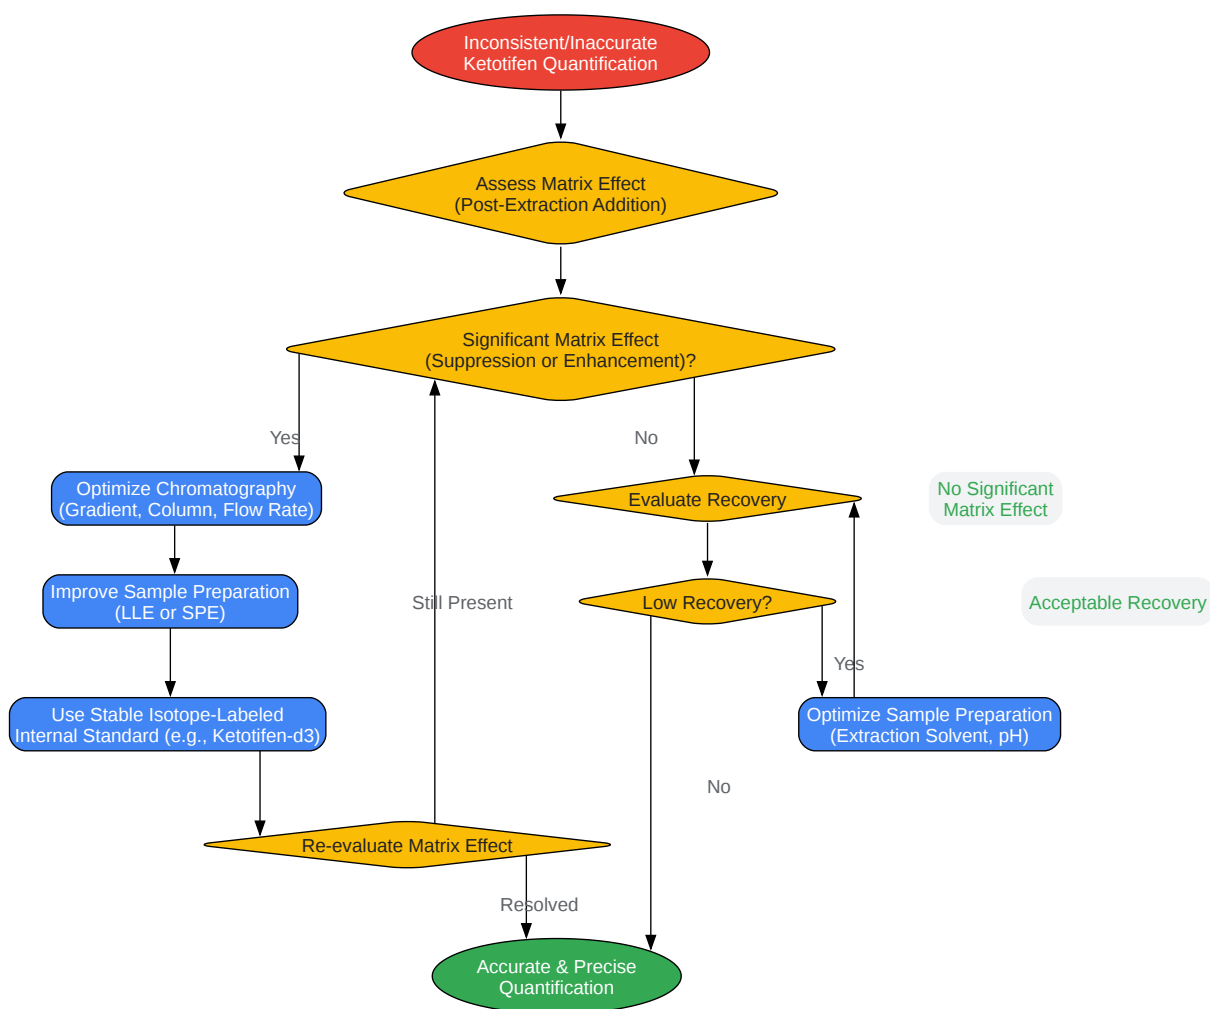 Inconsistent/Inaccurate
Ketotifen Quantification
Assess Matrix Effect
(Post-Extraction Addition)
Significant Matrix Effect
(Suppression or Enhancement)?
Yes
No
Optimize Chromatography
(Gradient, Column, Flow Rate)
Evaluate Recovery
No Significant
Matrix Effect
Improve Sample Preparation
(LLE or SPE)
Still Present
Low Recovery?
Acceptable Recovery
Yes
Use Stable Isotope-Labeled
Internal Standard (e.g., Ketotifen-d3)
Optimize Sample Preparation
(Extraction Solvent, pH)
No
Re-evaluate Matrix Effect
Resolved
Accurate & Precise
Quantification